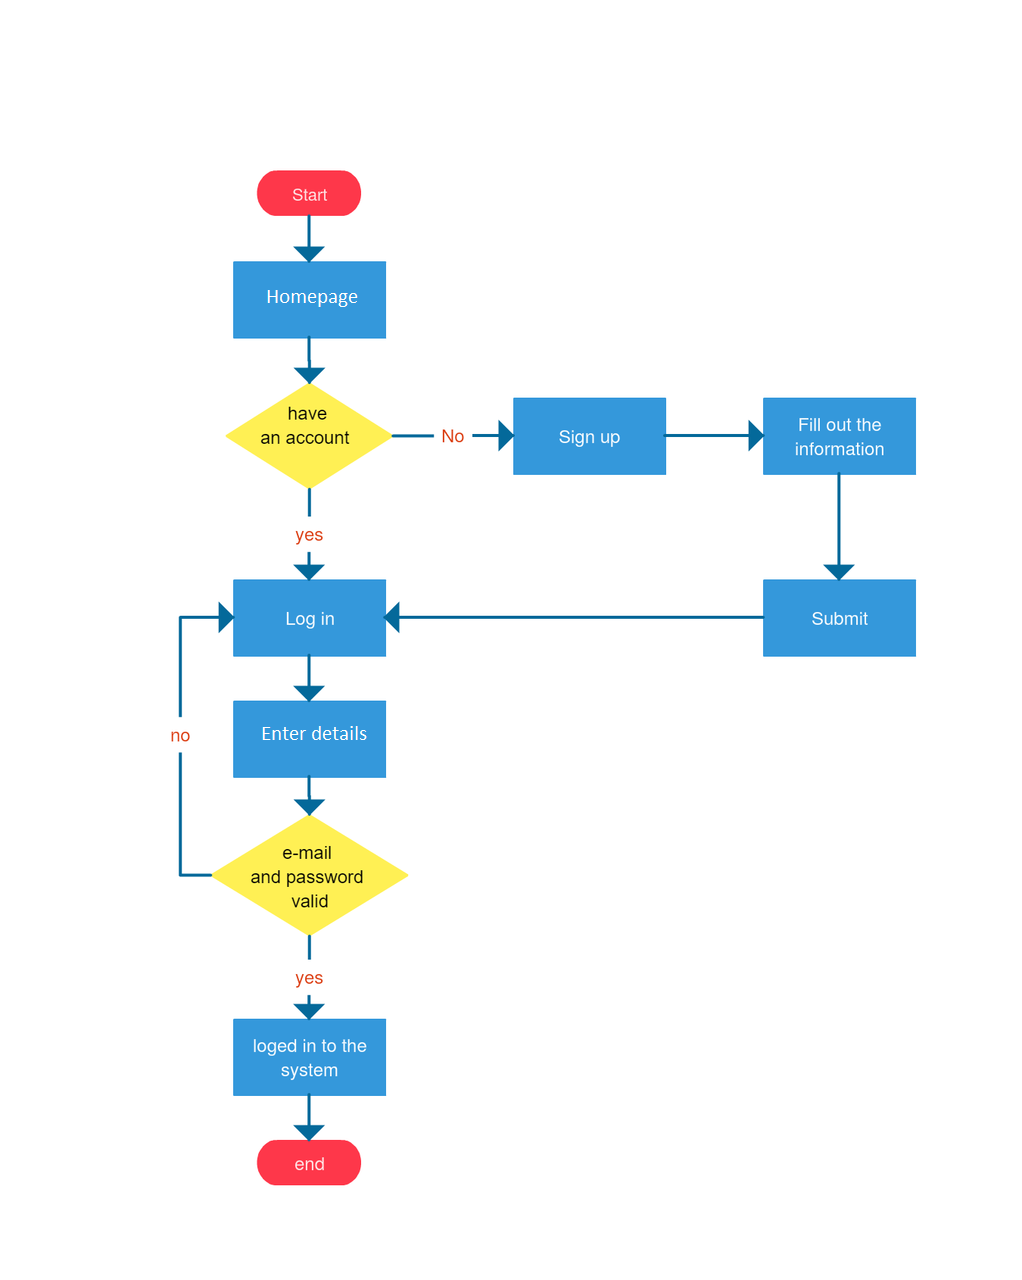 Start
Homepage
have
an account
No
Sign up
Fill out the
information
yes
Log in
Submit
Enter details
no
e-mail
and password
valid
yes
loged in to the
system
end